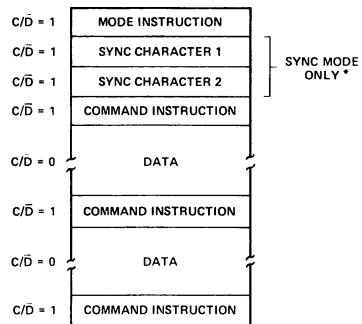 C/D̄ = 1 MODE INSTRUCTION
C/D̄ = 1 SYNC CHARACTER 1
SYNC MODE
ONLY *
C/D̄ = 1 SYNC CHARACTER 2
C/D̄ = 1 COMMAND INSTRUCTION
C/D̄ = 0 DATA
C/D̄ = 1 COMMAND INSTRUCTION
C/D̄ = 0 DATA
C/D̄ = 1 COMMAND INSTRUCTION